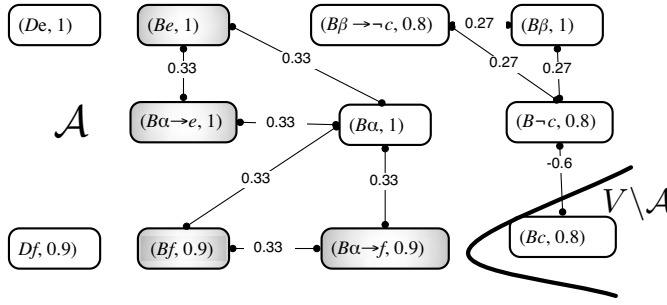 (De, 1) (Be, 1) (Bβ →¬c, 0.8) 0.27 (Bβ, 1)
0.33 0.33 0.27 0.27
𝒜 (Bα→e, 1) 0.33 (Bα, 1) (B¬c, 0.8)
0.33 0.33 -0.6
V\𝒜
Df, 0.9) (Bf, 0.9) 0.33 (Bα→f, 0.9) (Bc, 0.8)